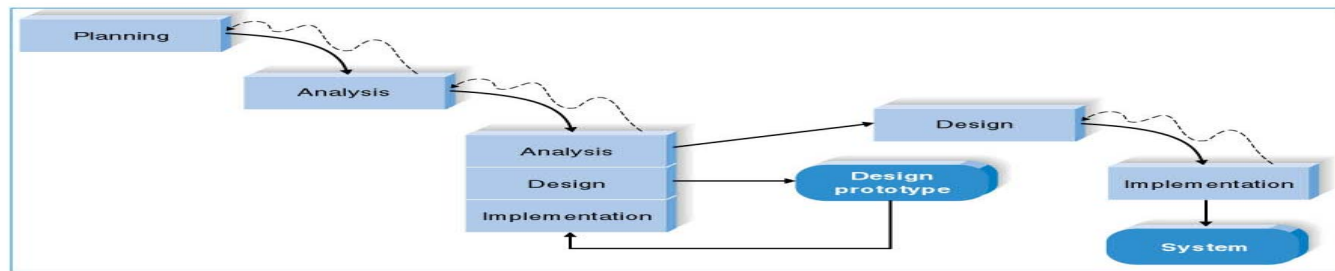 Planning
Analysis
Analysis
Design
Implementation
Design
prototype
Design
Implementation
System